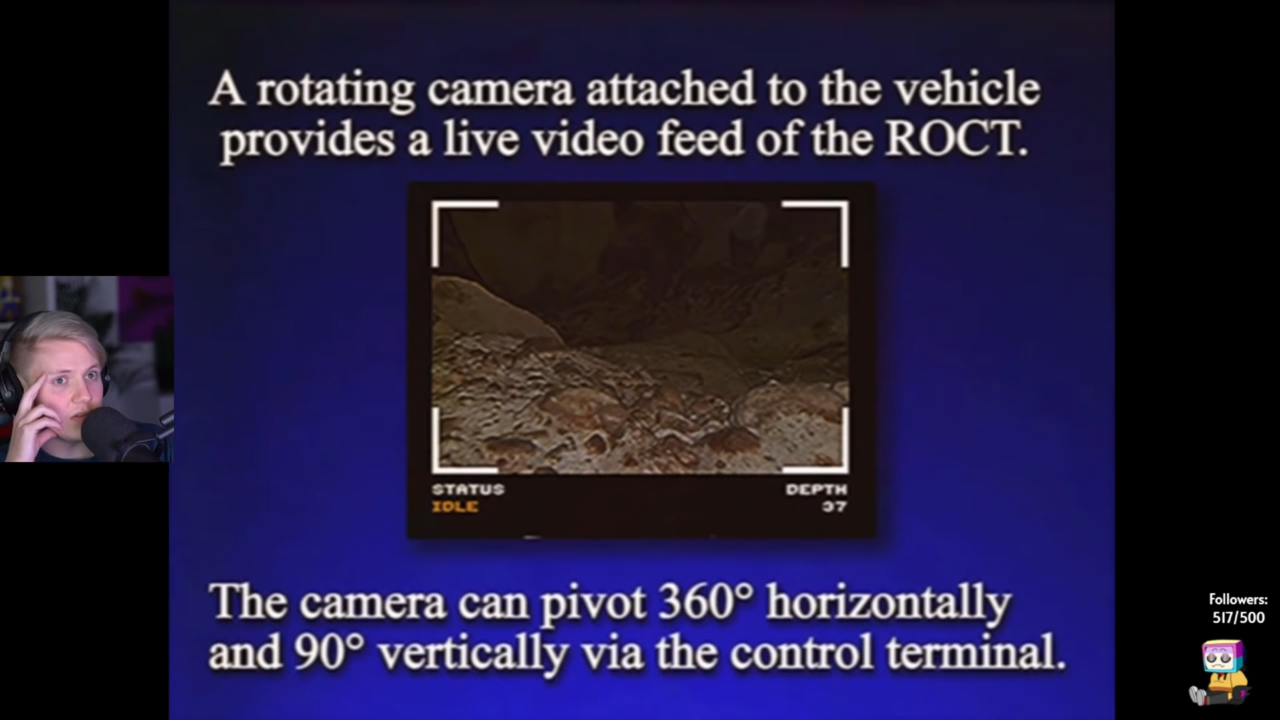 A rotating camera attached to the vehicle
provides a live video feed of the ROCT.
STATUS
IDLE
DEPTH
37
The camera can pivot 360° horizontally
and 90° vertically via the control terminal.
Followers:
517/500